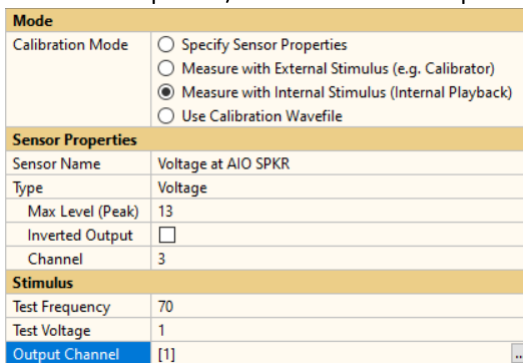 Mode
Calibration Mode Specify Sensor Properties
Measure with External Stimulus (e.g. Calibrator)
Measure with Internal Stimulus (Internal Playback)
Use Calibration Wavefile
Sensor Properties
Sensor Name Voltage at AIO SPKR
Type Voltage
Max Level (Peak) 13
Inverted Output
Channel 3
Stimulus
Test Frequency 70
Test Voltage 1
Output Channel [1] ...